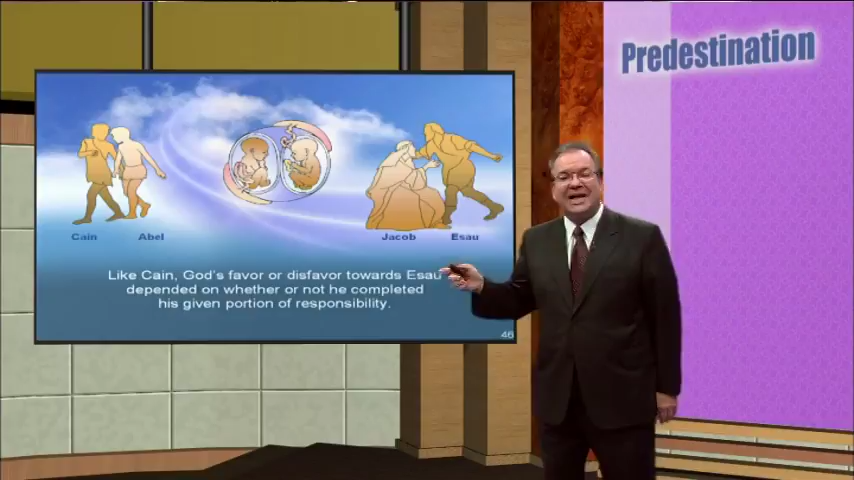 Predestination
Cain Abel
Jacob Esau
Like Cain, God's favor or disfavor towards Esau
depended on whether or not he completed
his given portion of responsibility.
46